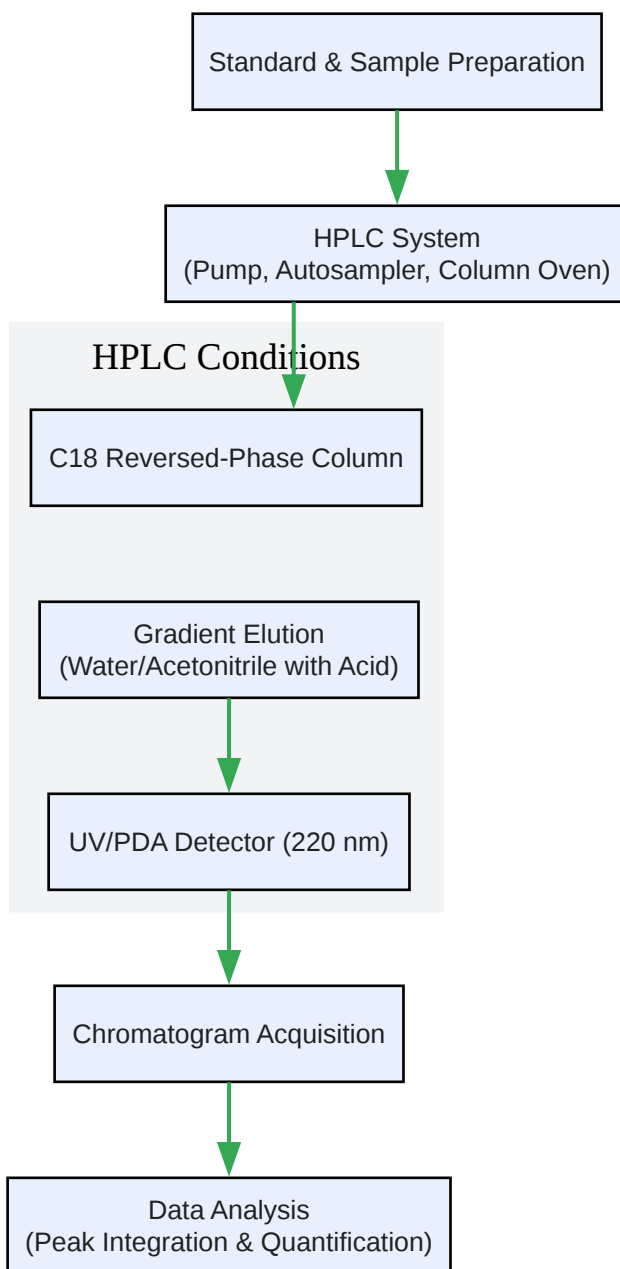 Standard & Sample Preparation
HPLC System
(Pump, Autosampler, Column Oven)
HPLC Conditions
C18 Reversed-Phase Column
Gradient Elution
(Water/Acetonitrile with Acid)
UV/PDA Detector (220 nm)
Chromatogram Acquisition
Data Analysis
(Peak Integration & Quantification)